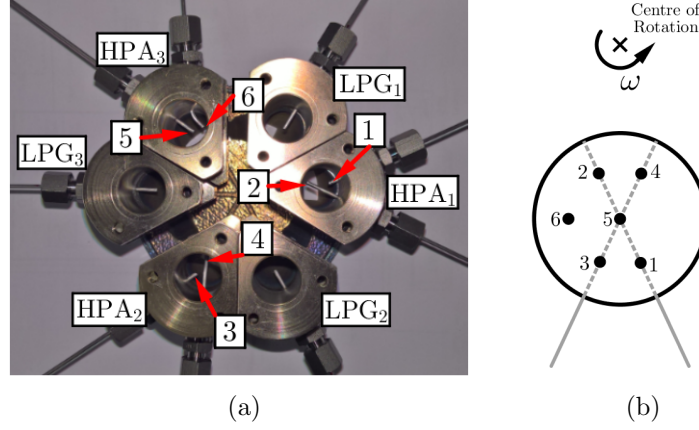 HPA3
LPG1
6
5
1
LPG3
2
HPA1
4
HPA2
3
LPG2
(a)
Centre of
Rotation
ω
2
4
6
5
3
1
(b)